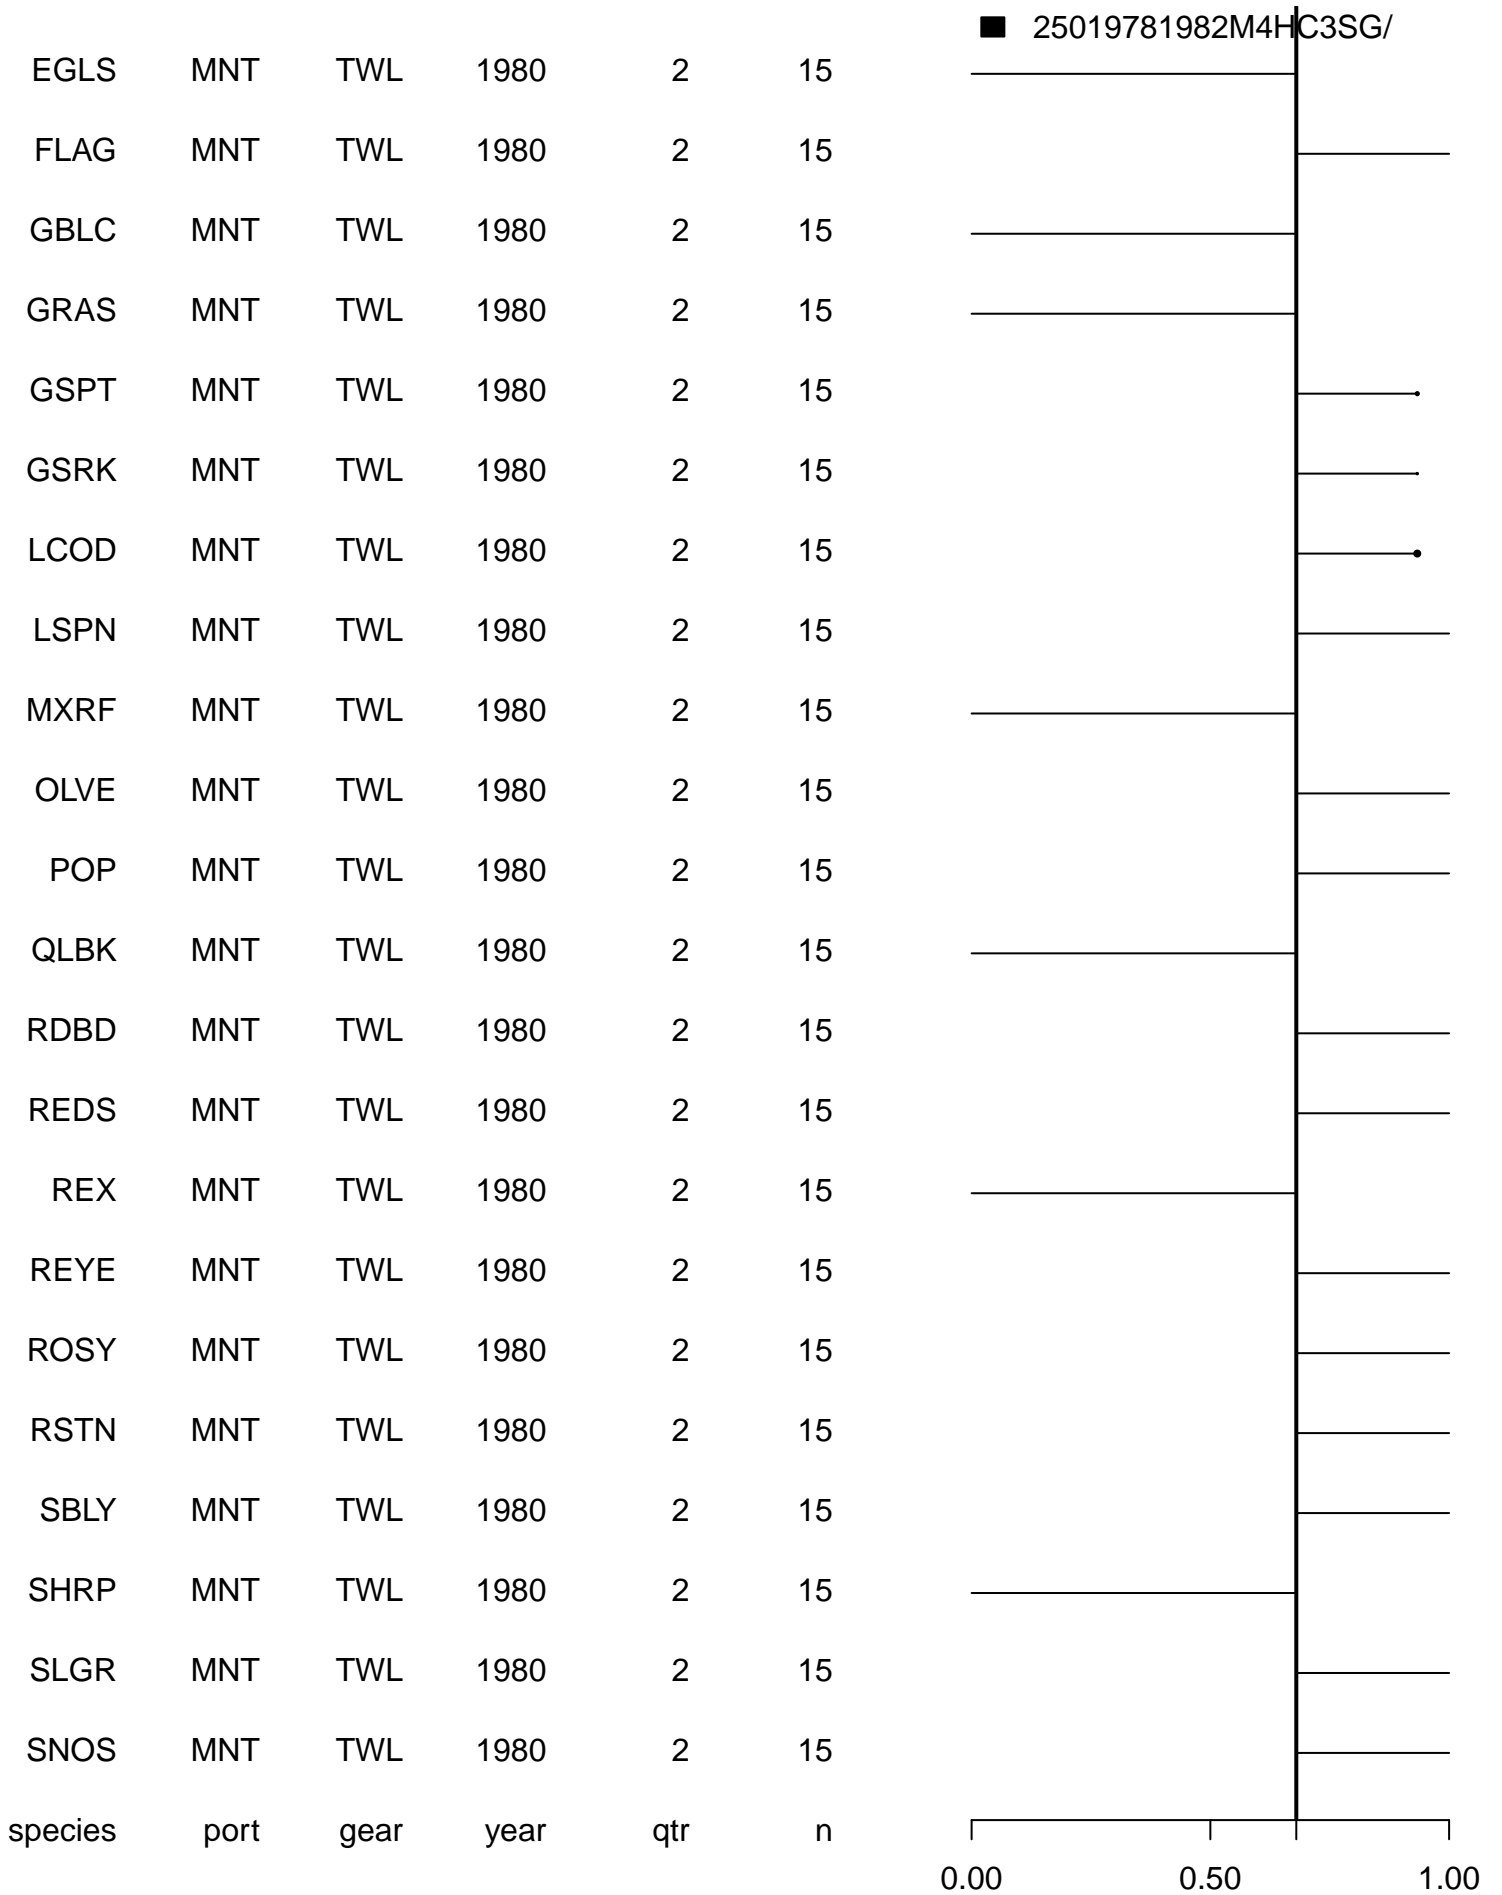 25019781982M4HC3SG/
EGLS MNT TWL 1980 2 15
FLAG MNT TWL 1980 2 15
GBLC MNT TWL 1980 2 15
GRAS MNT TWL 1980 2 15
GSPT MNT TWL 1980 2 15
GSRK MNT TWL 1980 2 15
LCOD MNT TWL 1980 2 15
LSPN MNT TWL 1980 2 15
MXRF MNT TWL 1980 2 15
OLVE MNT TWL 1980 2 15
POP MNT TWL 1980 2 15
QLBK MNT TWL 1980 2 15
RDBD MNT TWL 1980 2 15
REDS MNT TWL 1980 2 15
REX MNT TWL 1980 2 15
REYE MNT TWL 1980 2 15
ROSY MNT TWL 1980 2 15
RSTN MNT TWL 1980 2 15
SBLY MNT TWL 1980 2 15
SHRP MNT TWL 1980 2 15
SLGR MNT TWL 1980 2 15
SNOS MNT TWL 1980 2 15
species port gear year qtr n
0.00 0.50 1.00